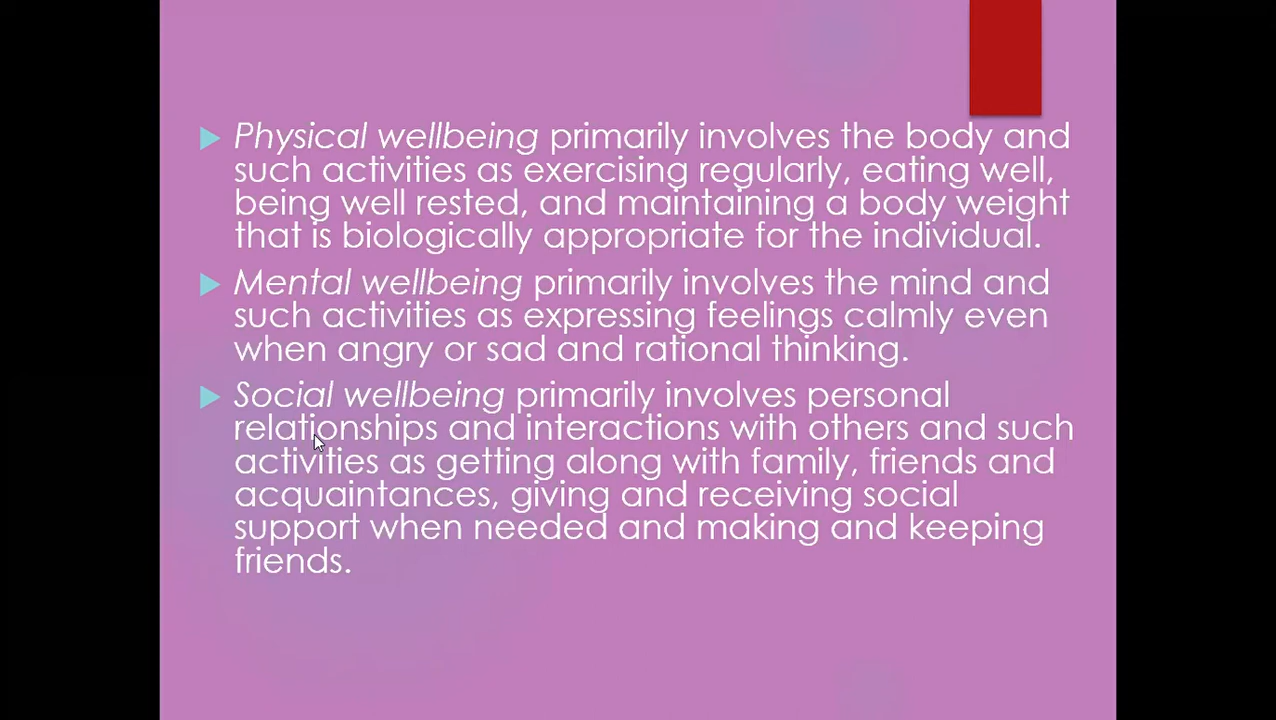 Physical wellbeing primarily involves the body and
such activities as exercising regularly, eating well,
being well rested, and maintaining a body weight
that is biologically appropriate for the individual.
Mental wellbeing primarily involves the mind and
such activities as expressing feelings calmly even
when angry or sad and rational thinking.
Social wellbeing primarily involves personal
relationships and interactions with others and such
activities as getting along with family, friends and
acquaintances, giving and receiving social
support when needed and making and keeping
friends.